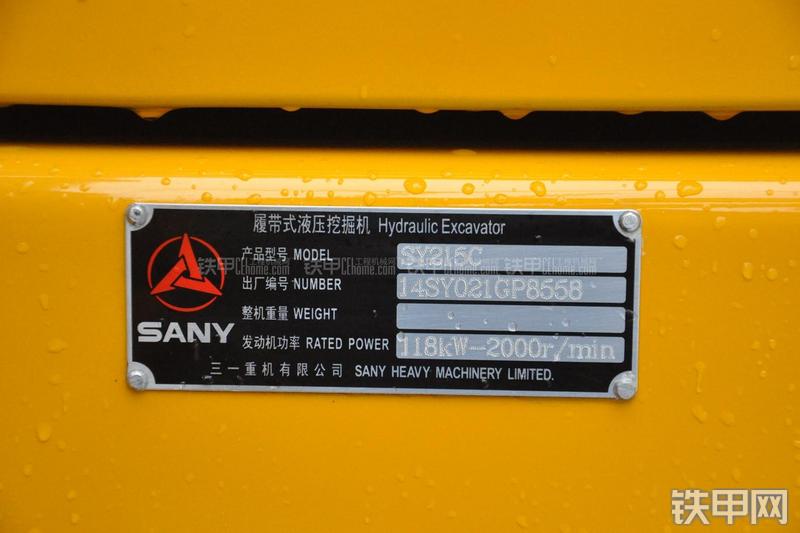 履带式液压挖掘机 Hydraulic Excavator
产品型号 MODEL SY215C
出厂编号 NUMBER 14SY021GP8558
整机重量 WEIGHT
发动机功率 RATED POWER 118kW-2000r/min
SANY
三一重机有限公司 SANY HEAVY MACHINERY LIMITED.
铁甲网